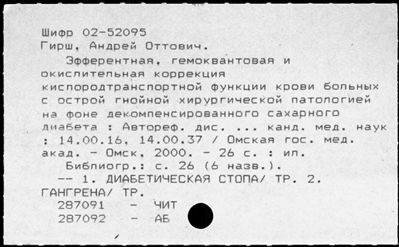 Шифр 02-52095
Гирш, Андрей Оттович.
Эфферентная, гемоквантовая и
окислительная коррекция
кислородтранспортной функции крови больных
с острой гнойной хирургической патологией
на фоне декомпенсированного сахарного
диабета : Автореф. дис. ... канд. мед. наук
: 14.00.16, 14.00.37 / Омская гос. мед.
акад. - Омск, 2000. - 26 с. : ил.
Библиогр.: с. 26 (6 назв.).
-- 1. ДИАБЕТИЧЕСКАЯ СТОПА/ ТР. 2.
ГАНГРЕНА/ ТР.
287091 - ЧИТ
287092 - АБ